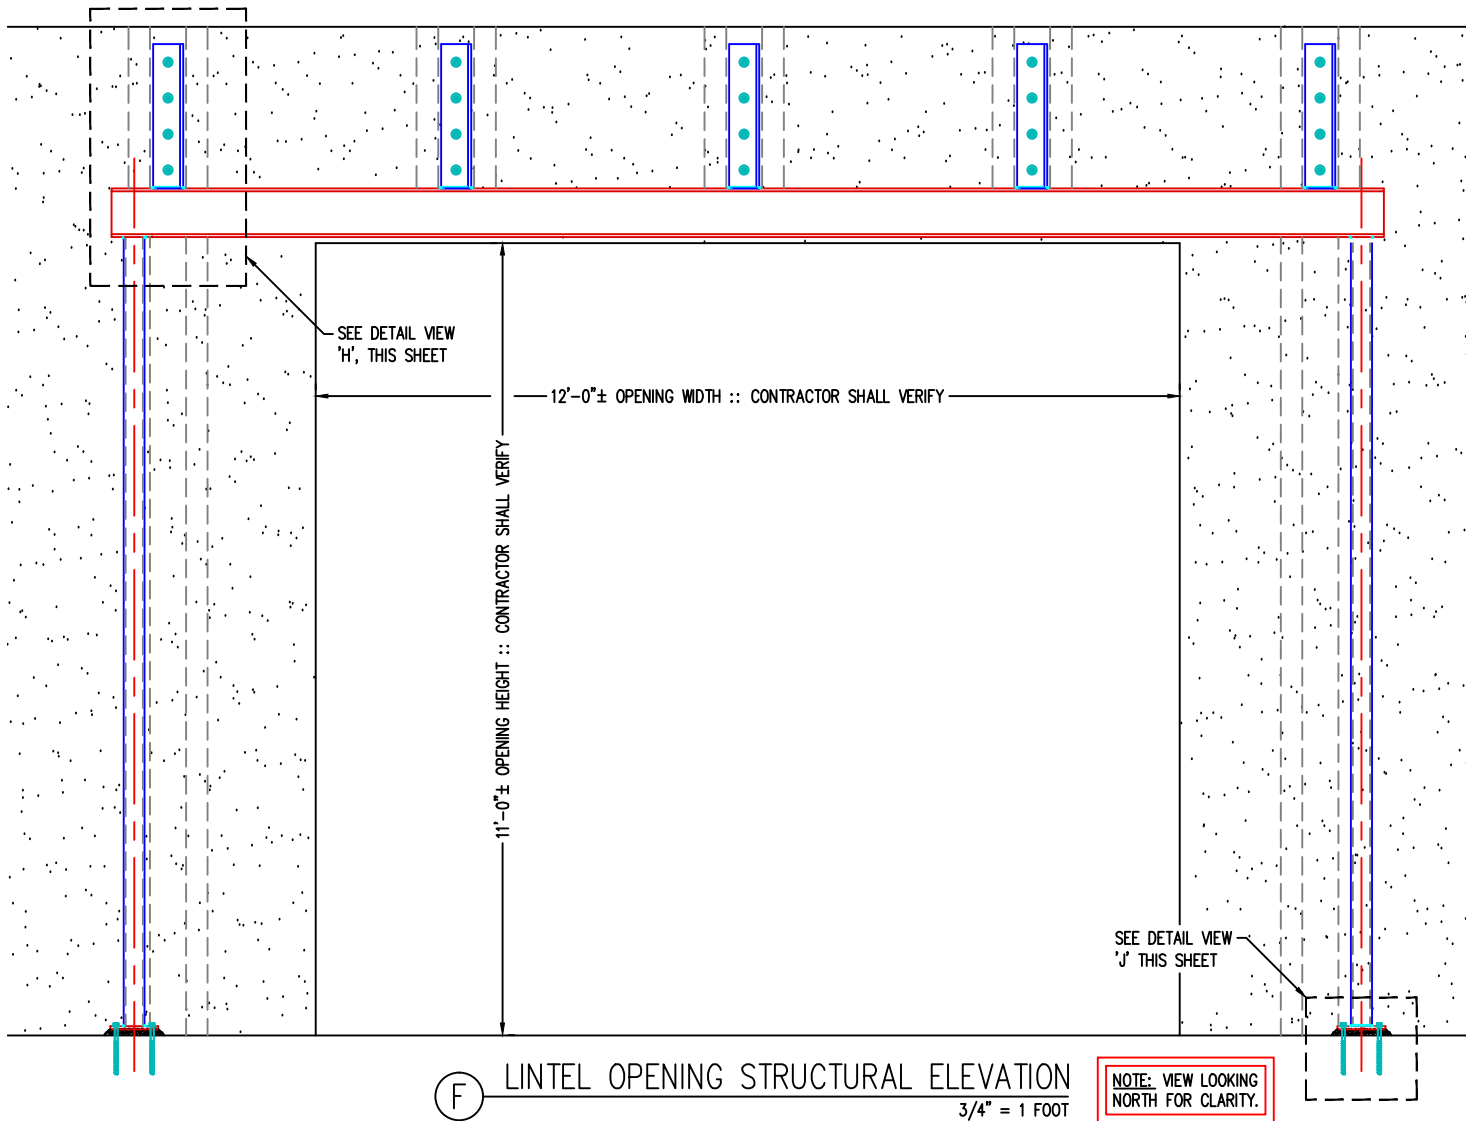 SEE DETAIL VIEW
'H', THIS SHEET
12'-0"± OPENING WIDTH :: CONTRACTOR SHALL VERIFY
11'-0"± OPENING HEIGHT :: CONTRACTOR SHALL VERIFY
SEE DETAIL VIEW
'J' THIS SHEET
F
LINTEL OPENING STRUCTURAL ELEVATION
3/4" = 1 FOOT
NOTE: VIEW LOOKING
NORTH FOR CLARITY.